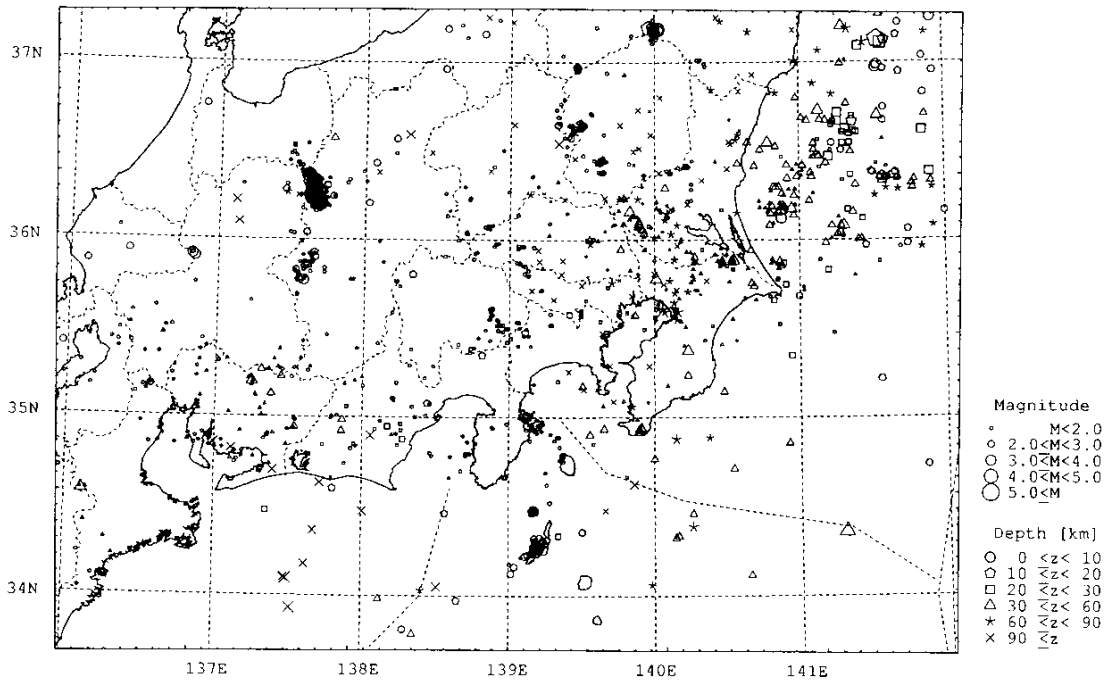 37N
36N
35N
34N
137E 138E 139E 140E 141E
Magnitude
M<2.0
2.0≤M<3.0
3.0≤M<4.0
4.0≤M<5.0
5.0≤M
Depth [km]
0 ≤z< 10
10 ≤z< 20
20 ≤z< 30
30 ≤z< 60
60 ≤z< 90
90 ≤z